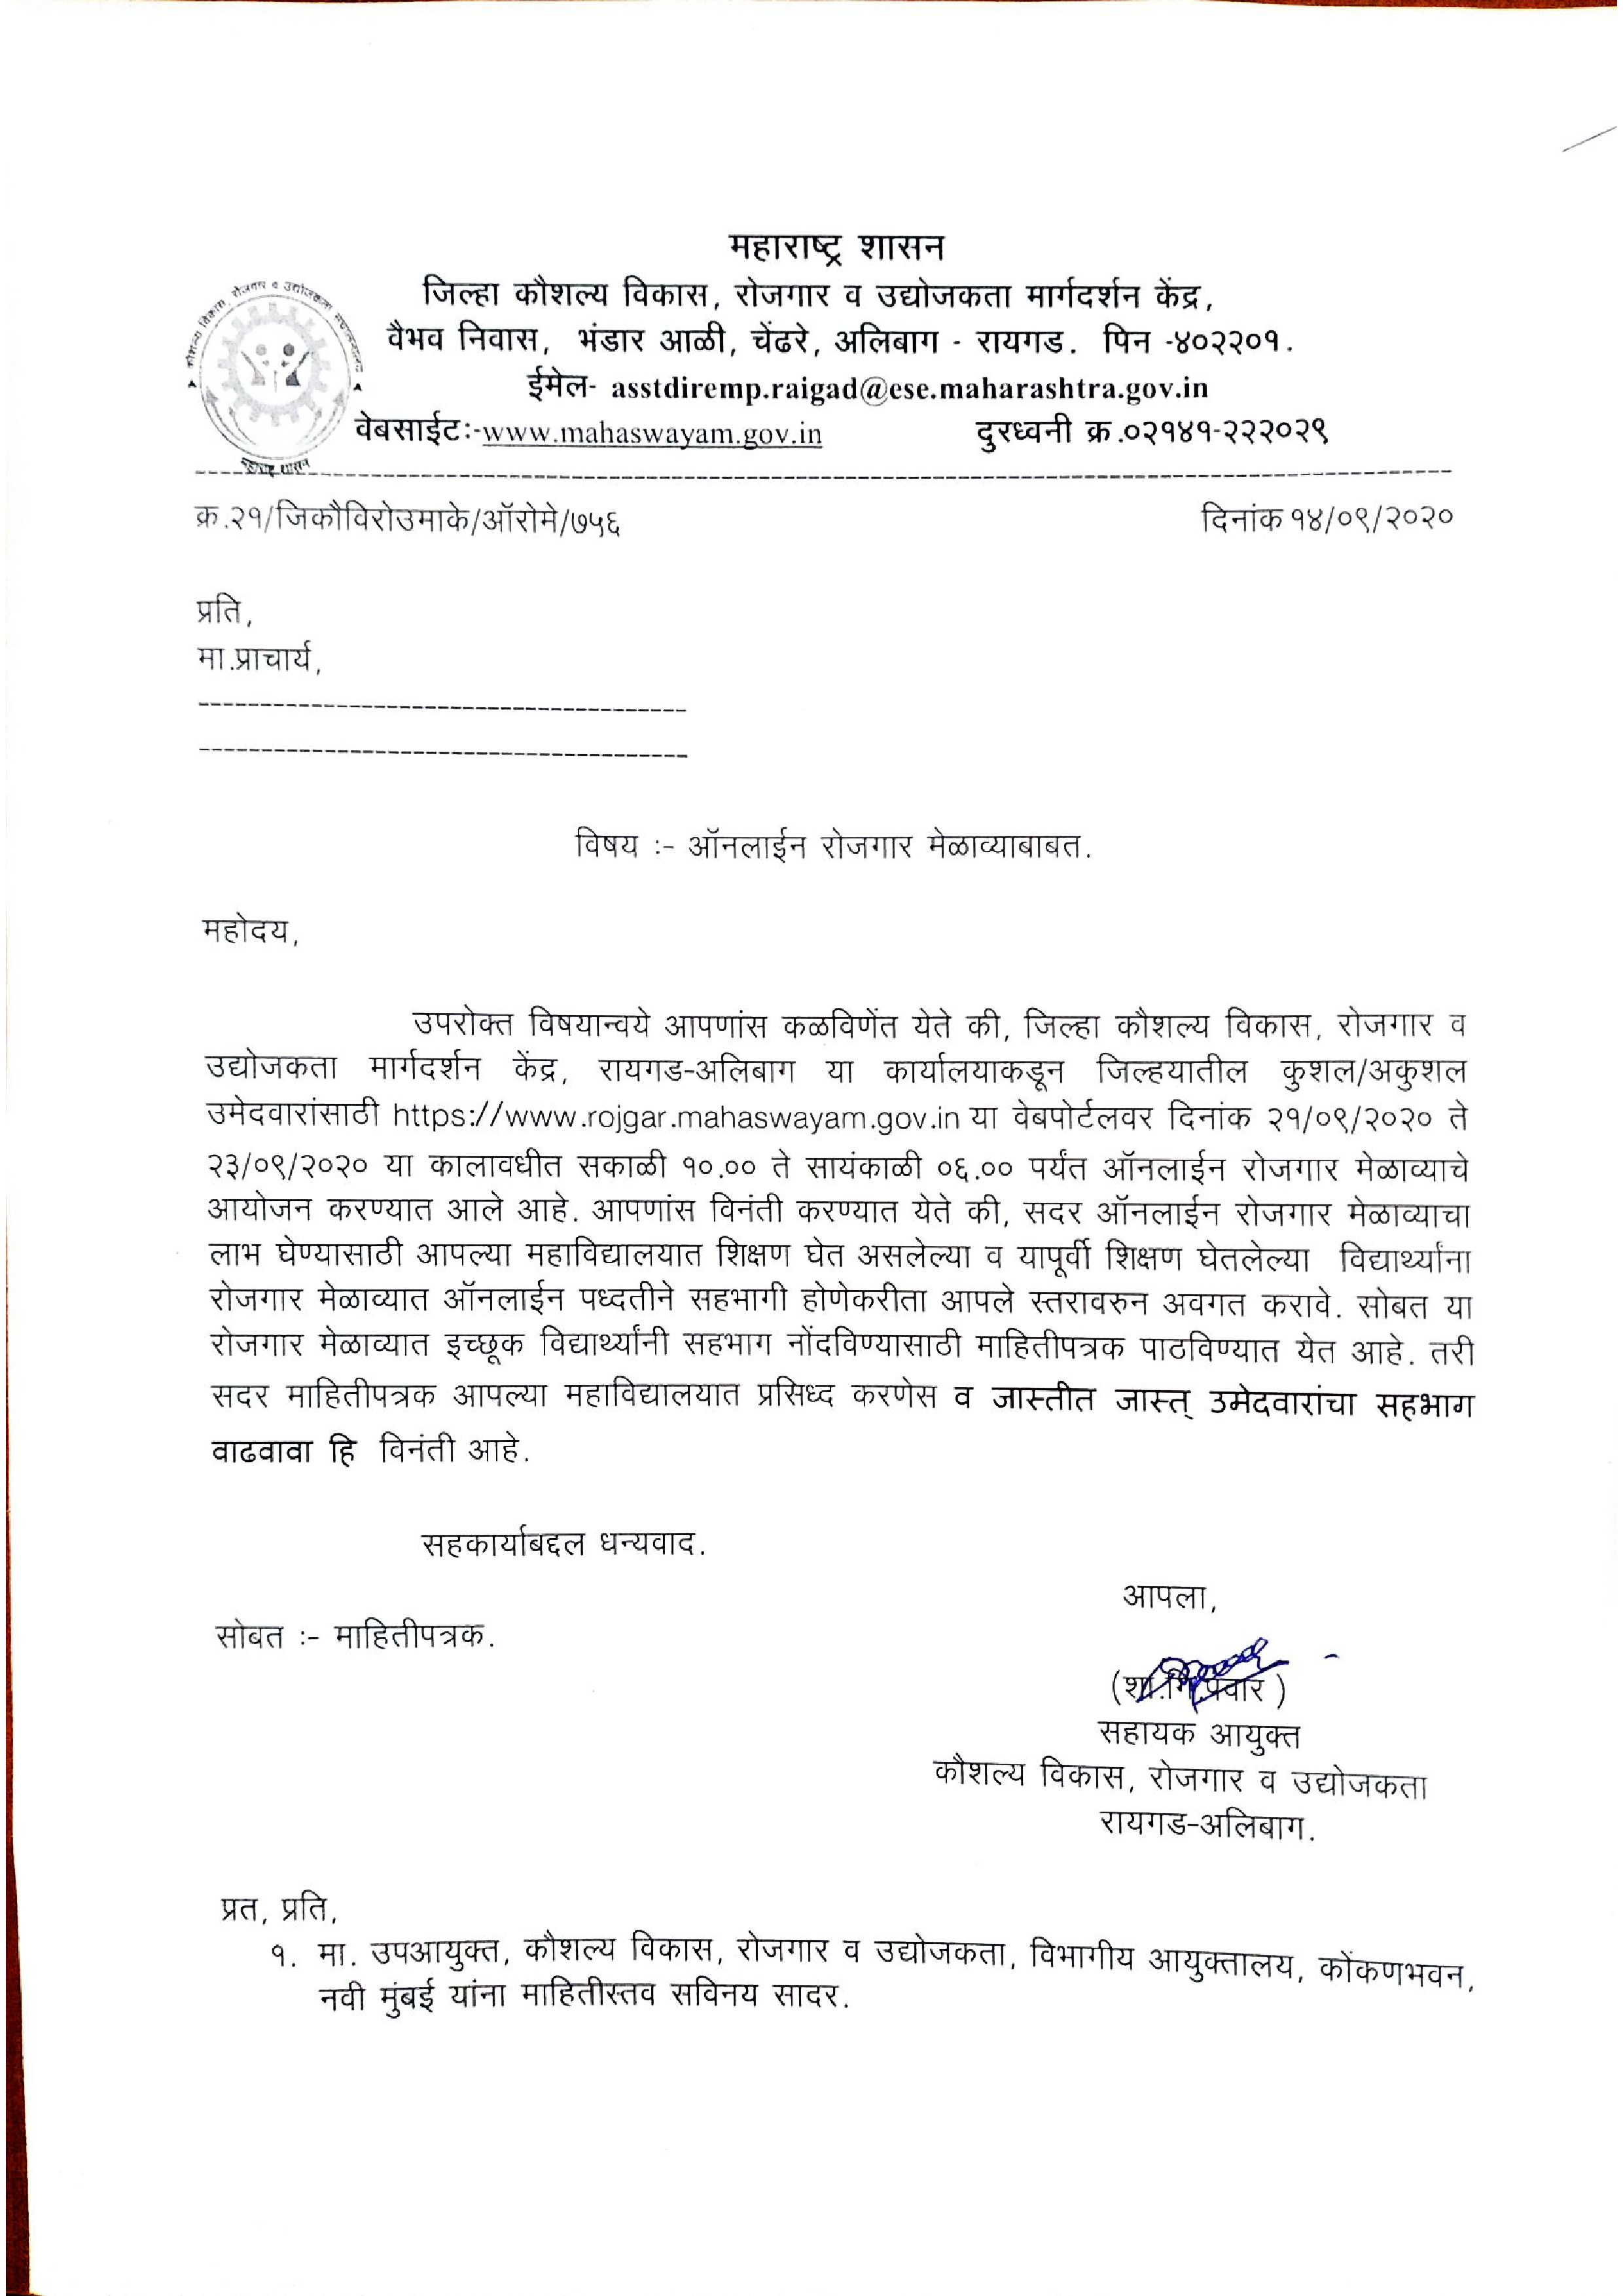 महाराष्ट्र शासन
जिल्हा कौशल्य विकास, रोजगार व उद्योजकता मार्गदर्शन केंद्र,
वैभव निवास, भंडार आळी, चेंढरे, अलिबाग - रायगड. पिन -४०२२०१.
ईमेल- asstdiremp.raigad@ese.maharashtra.gov.in
वेबसाईटः-www.mahaswayam.gov.in दुरध्वनी क्र.०२१४१-२२२०२९
कौशल्य विकास, रोजगार व उद्योजकता
महाराष्ट्र शासन
क्र.२१/जिकौविरोउमाके/ऑरोमे/७५६ दिनांक १४/०९/२०२०
प्रति,
मा.प्राचार्य,
विषय :- ऑनलाईन रोजगार मेळाव्याबाबत.
महोदय,
उपरोक्त विषयान्वये आपणांस कळविणेंत येते की, जिल्हा कौशल्य विकास, रोजगार व
उद्योजकता मार्गदर्शन केंद्र, रायगड-अलिबाग या कार्यालयाकडून जिल्हयातील कुशल/अकुशल
उमेदवारांसाठी https://www.rojgar.mahaswayam.gov.in या वेबपोर्टलवर दिनांक २१/०९/२०२० ते
२३/०९/२०२० या कालावधीत सकाळी १०.०० ते सायंकाळी ०६.०० पर्यंत ऑनलाईन रोजगार मेळाव्याचे
आयोजन करण्यात आले आहे. आपणांस विनंती करण्यात येते की, सदर ऑनलाईन रोजगार मेळाव्याचा
लाभ घेण्यासाठी आपल्या महाविद्यालयात शिक्षण घेत असलेल्या व यापूर्वी शिक्षण घेतलेल्या विद्यार्थ्यांना
रोजगार मेळाव्यात ऑनलाईन पध्दतीने सहभागी होणेकरीता आपले स्तरावरुन अवगत करावे. सोबत या
रोजगार मेळाव्यात इच्छूक विद्यार्थ्यांनी सहभाग नोंदविण्यासाठी माहितीपत्रक पाठविण्यात येत आहे. तरी
सदर माहितीपत्रक आपल्या महाविद्यालयात प्रसिध्द करणेस व जास्तीत जास्त् उमेदवारांचा सहभाग
वाढवावा हि विनंती आहे.
सहकार्याबद्दल धन्यवाद.
आपला,
सोबत :- माहितीपत्रक.
(शा.गि.पवार )
सहायक आयुक्त
कौशल्य विकास, रोजगार व उद्योजकता
रायगड-अलिबाग.
प्रत, प्रति,
१. मा. उपआयुक्त, कौशल्य विकास, रोजगार व उद्योजकता, विभागीय आयुक्तालय, कोंकणभवन,
नवी मुंबई यांना माहितीस्तव सविनय सादर.